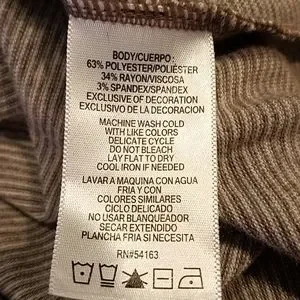 BODY/CUERPO:
63% POLYESTER/POLIÉSTER
34% RAYON/VISCOSA
3% SPANDEX/SPANDEX
EXCLUSIVE OF DECORATION
EXCLUSIVO DE LA DECORACION
MACHINE WASH COLD
WITH LIKE COLORS
DELICATE CYCLE
DO NOT BLEACH
LAY FLAT TO DRY
COOL IRON IF NEEDED
LAVAR A MAQUINA CON AGUA
FRIA Y CON
COLORES SIMILARES
CICLO DELICADO
NO USAR BLANQUEADOR
SECAR EXTENDIDO
PLANCHA FRIA SI NECESITA
RN#54163